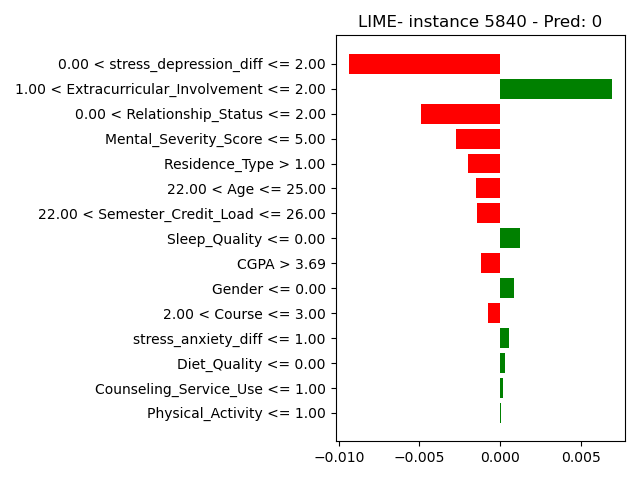 LIME- instance 5840 - Pred: 0
0.00 < stress_depression_diff <= 2.00
1.00 < Extracurricular_Involvement <= 2.00
0.00 < Relationship_Status <= 2.00
Mental_Severity_Score <= 5.00
Residence_Type > 1.00
22.00 < Age <= 25.00
22.00 < Semester_Credit_Load <= 26.00
Sleep_Quality <= 0.00
CGPA > 3.69
Gender <= 0.00
2.00 < Course <= 3.00
stress_anxiety_diff <= 1.00
Diet_Quality <= 0.00
Counseling_Service_Use <= 1.00
Physical_Activity <= 1.00
−0.010 −0.005 0.000 0.005